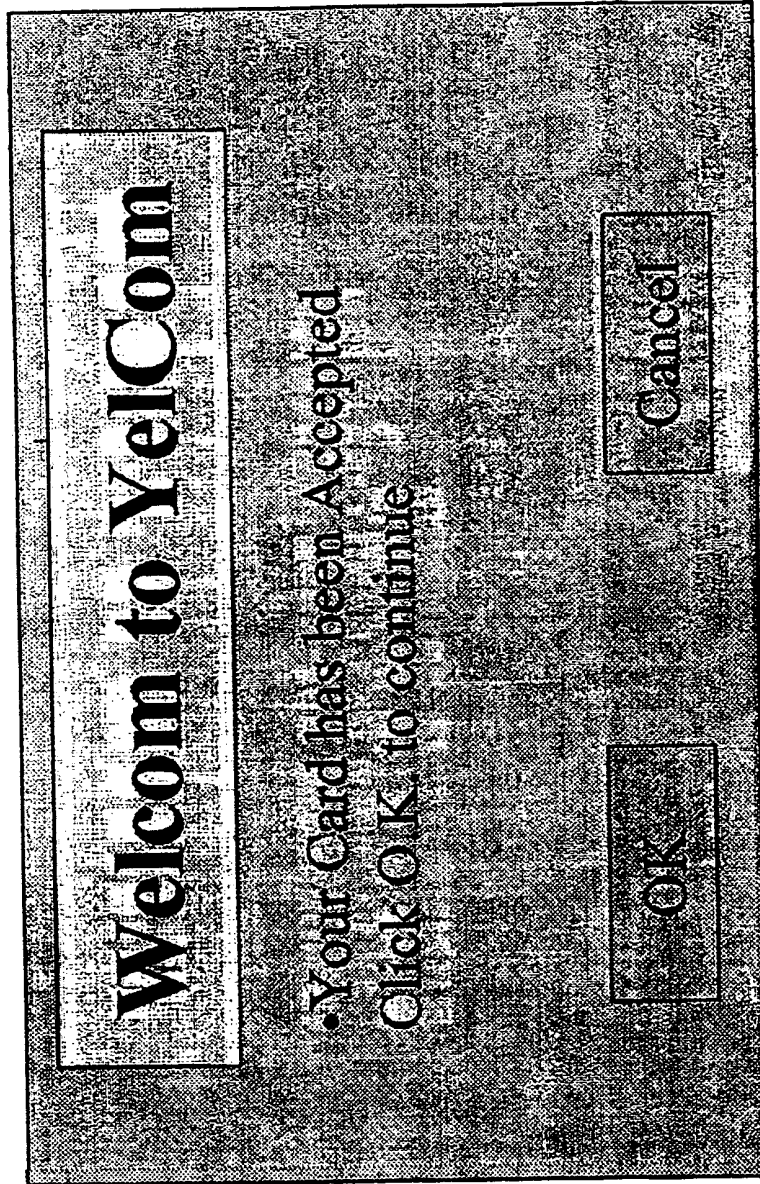 Welcom to YelCom
•Your Card has been Accepted
Click O.K. to continue
OK
Cancel